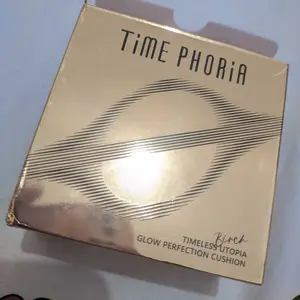 TiME PHORiA
Birch
TIMELESS UTOPIA
GLOW PERFECTION CUSHION